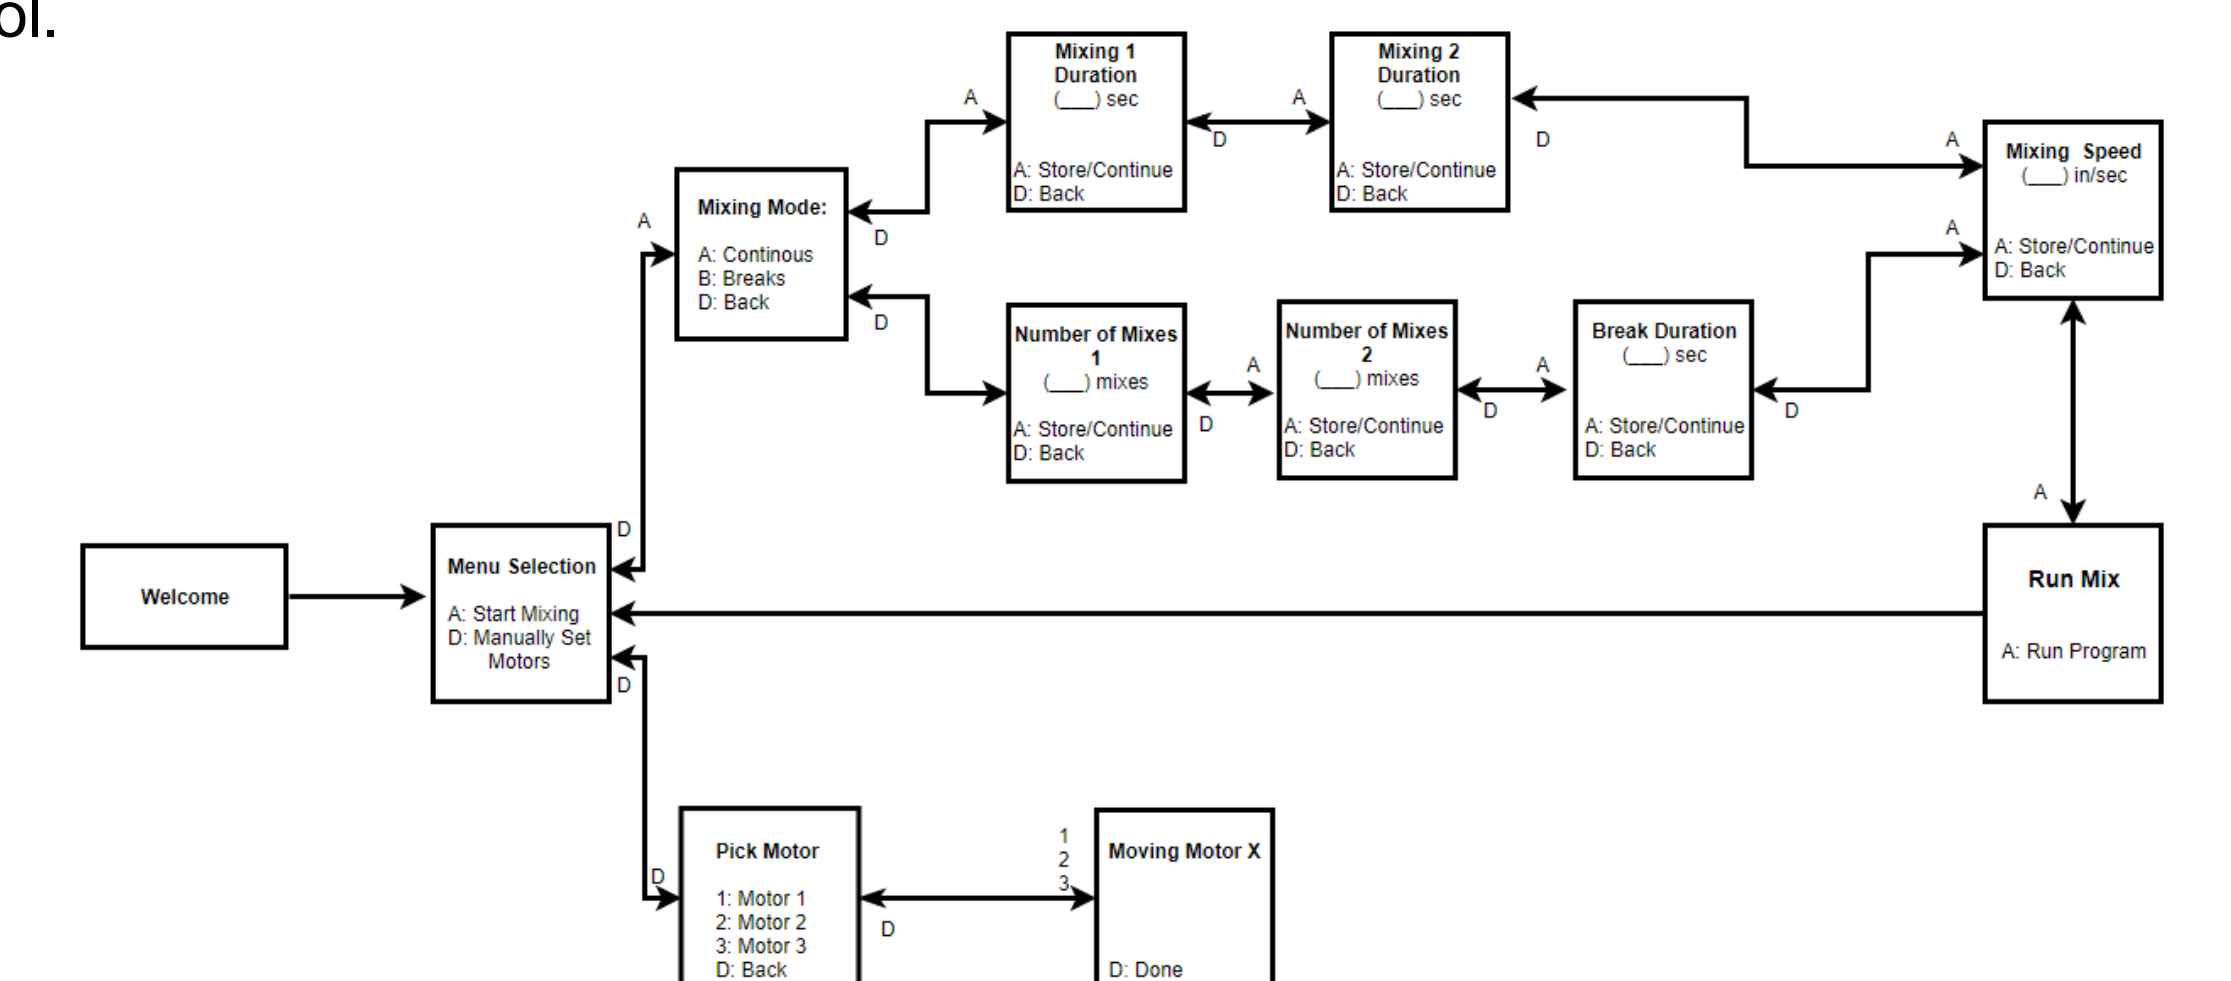 ol.
Mixing 1
Duration
(___) sec
A: Store/Continue
D: Back
Mixing 2
Duration
(___) sec
A: Store/Continue
D: Back
A
D
A
D
A
Mixing Speed
(___) in/sec
A: Store/Continue
D: Back
A
Mixing Mode:
A: Continous
B: Breaks
D: Back
A
D
D
Number of Mixes
1
(___) mixes
A: Store/Continue
D: Back
A
D
Number of Mixes
2
(___) mixes
A: Store/Continue
D: Back
A
D
Break Duration
(___) sec
A: Store/Continue
D: Back
D
A
Welcome
Menu Selection
A: Start Mixing
D: Manually Set
Motors
D
D
Run Mix
A: Run Program
D
Pick Motor
1: Motor 1
2: Motor 2
3: Motor 3
D: Back
1
2
3
D
Moving Motor X
D: Done